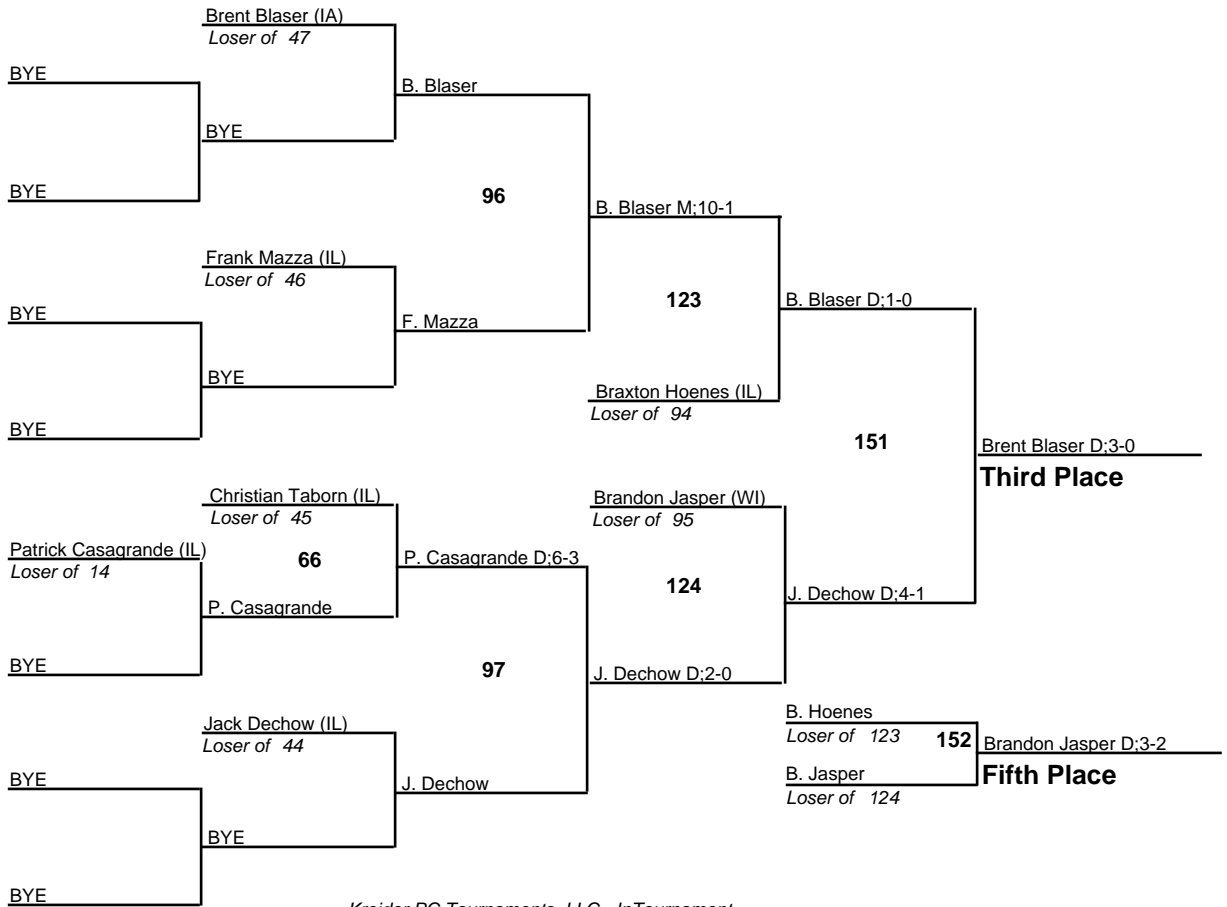 Brent Blaser (IA)
Loser of 47
BYE
B. Blaser
BYE
BYE
96
B. Blaser M;10-1
Frank Mazza (IL)
Loser of 46
123
B. Blaser D;1-0
BYE
F. Mazza
BYE
Braxton Hoenes (IL)
Loser of 94
BYE
151
Brent Blaser D;3-0
Third Place
Christian Taborn (IL)
Loser of 45
Brandon Jasper (WI)
Loser of 95
Patrick Casagrande (IL)
Loser of 14
66
P. Casagrande D;6-3
124
P. Casagrande
J. Dechow D;4-1
BYE
97
J. Dechow D;2-0
Jack Dechow (IL)
Loser of 44
B. Hoenes
Loser of 123
152
Brandon Jasper D;3-2
Fifth Place
BYE
J. Dechow
B. Jasper
Loser of 124
BYE
BYE